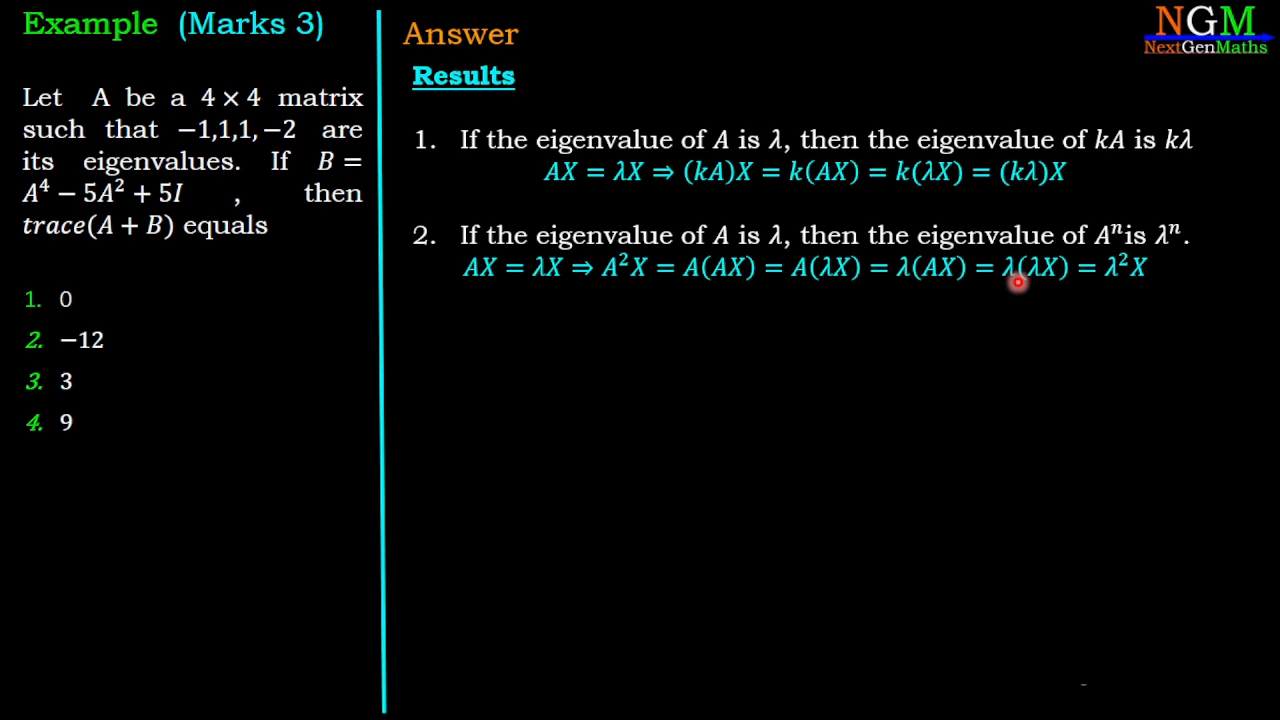 Example (Marks 3)
Let A be a 4 × 4 matrix
such that −1,1,1,−2 are
its eigenvalues. If B =
A⁴ − 5A² + 5I , then
trace(A + B) equals
1. 0
2. −12
3. 3
4. 9
Answer
Results
1. If the eigenvalue of A is λ, then the eigenvalue of kA is kλ
AX = λX ⇒ (kA)X = k(AX) = k(λX) = (kλ)X
2. If the eigenvalue of A is λ, then the eigenvalue of Aⁿis λⁿ.
AX = λX ⇒ A²X = A(AX) = A(λX) = λ(AX) = λ(λX) = λ²X
NGM
NextGenMaths